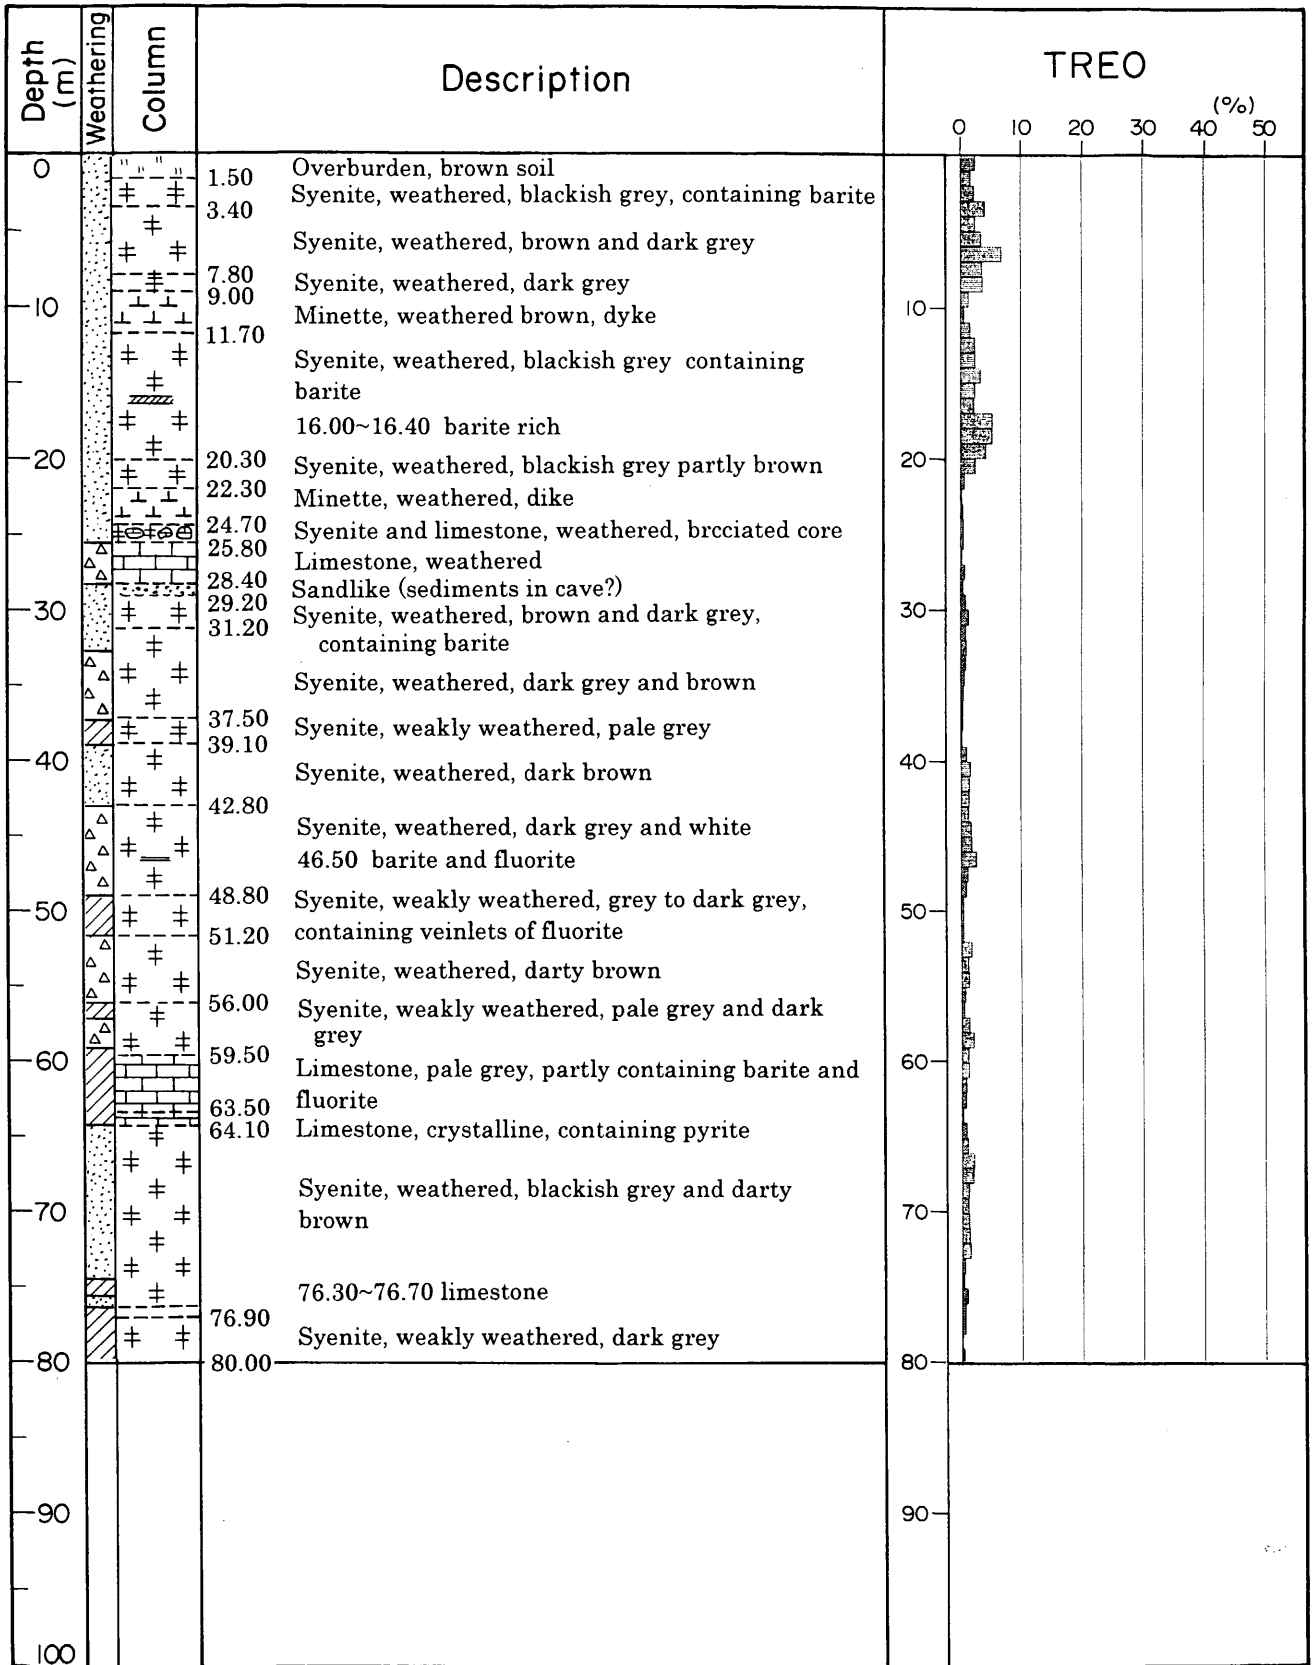 Depth (m)
Weathering
Column
Description
TREO
(%)
0 10 20 30 40 50
0
1.50
Overburden, brown soil
Syenite, weathered, blackish grey, containing barite
3.40
Syenite, weathered, brown and dark grey
7.80
Syenite, weathered, dark grey
9.00
10
10
Minette, weathered brown, dyke
11.70
Syenite, weathered, blackish grey containing
barite
16.00~16.40 barite rich
20
20.30
20
Syenite, weathered, blackish grey partly brown
22.30
Minette, weathered, dike
24.70
Syenite and limestone, weathered, brcciated core
25.80
Limestone, weathered
28.40
Sandlike (sediments in cave?)
29.20
30
30
Syenite, weathered, brown and dark grey,
31.20
containing barite
Syenite, weathered, dark grey and brown
37.50
Syenite, weakly weathered, pale grey
39.10
40
40
Syenite, weathered, dark brown
42.80
Syenite, weathered, dark grey and white
46.50 barite and fluorite
48.80
Syenite, weakly weathered, grey to dark grey,
50
50
containing veinlets of fluorite
51.20
Syenite, weathered, darty brown
56.00
Syenite, weakly weathered, pale grey and dark
grey
59.50
60
60
Limestone, pale grey, partly containing barite and
fluorite
63.50
64.10
Limestone, crystalline, containing pyrite
Syenite, weathered, blackish grey and darty
70
70
brown
76.30~76.70 limestone
76.90
Syenite, weakly weathered, dark grey
80
80.00
80
90
90
100